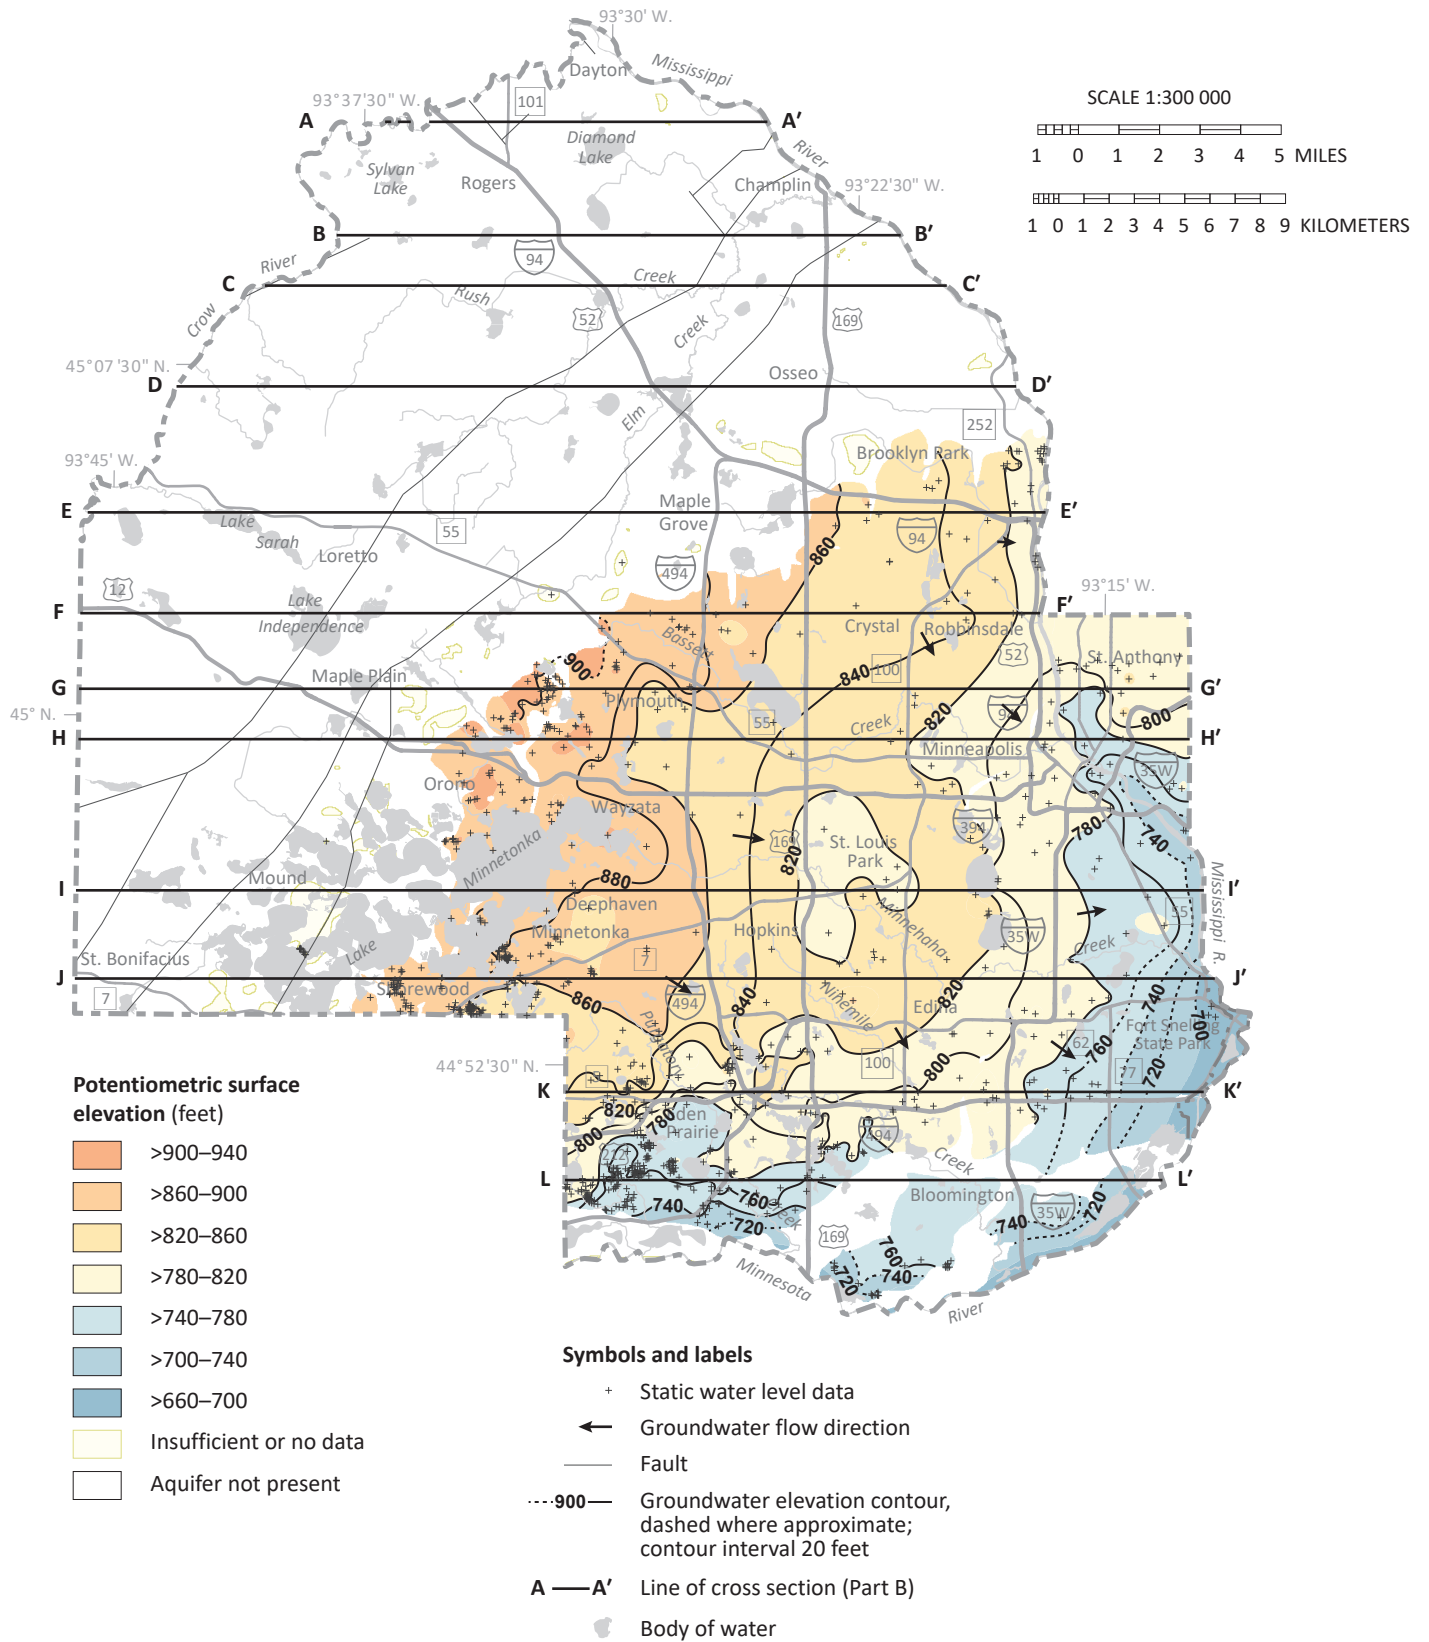 93°30' W.
Dayton
Mississippi
River
93°37'30" W.
101
A
A′
Diamond
Lake
Sylvan
Lake
Rogers
Champlin
93°22'30" W.
SCALE 1:300 000
1 0 1 2 3 4 5 MILES
1 0 1 2 3 4 5 6 7 8 9 KILOMETERS
B
B′
94
River
Crow
C
C′
Creek
Rush
52
Creek
Elm
169
45°07'30" N.
D
D′
Osseo
252
Brooklyn Park
93°45' W.
E
E′
Maple
Grove
Lake
Sarah
55
Loretto
860
94
494
12
93°15' W.
F
F′
Lake
Independence
Bassett
Crystal
Robbinsdale
52
St. Anthony
900
Maple Plain
840
100
G
G′
Plymouth
45° N.
55
Creek
820
94
800
H
H′
Minneapolis
35W
Orono
Wayzata
394
780
740
169
820
St. Louis
Park
Minnetonka
Mound
880
I
I′
Deephaven
Mississippi R.
55
Minnetonka
Hopkins
Minnehaha
35W
Creek
Lake
7
St. Bonifacius
J
J′
7
Shorewood
860
494
840
Ninemile
Edina
820
740
700
Fort Snelling
State Park
Purgatory
62
760
44°52'30" N.
100
800
77
720
K
K′
820
780
Eden
Prairie
800
212
494
Creek
L
L′
740
760
Bloomington
35W
720
Creek
720
740
169
760
720
740
Minnesota
River
Potentiometric surface
elevation (feet)
>900–940
>860–900
>820–860
>780–820
>740–780
>700–740
>660–700
Insufficient or no data
Aquifer not present
Symbols and labels
Static water level data
Groundwater flow direction
Fault
900
Groundwater elevation contour,
dashed where approximate;
contour interval 20 feet
A A′ Line of cross section (Part B)
Body of water